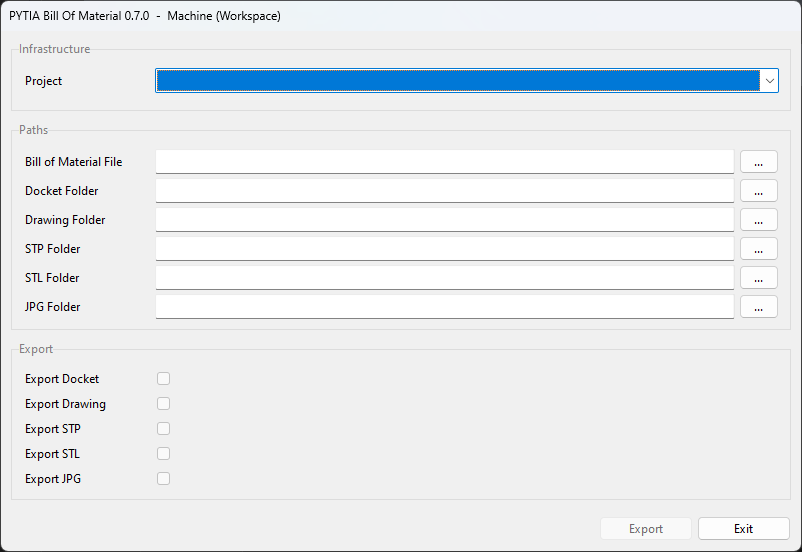 PYTIA Bill Of Material 0.7.0 - Machine (Workspace)
Infrastructure
Project
Paths
Bill of Material File ...
Docket Folder ...
Drawing Folder ...
STP Folder ...
STL Folder ...
JPG Folder ...
Export
Export Docket
Export Drawing
Export STP
Export STL
Export JPG
Export Exit